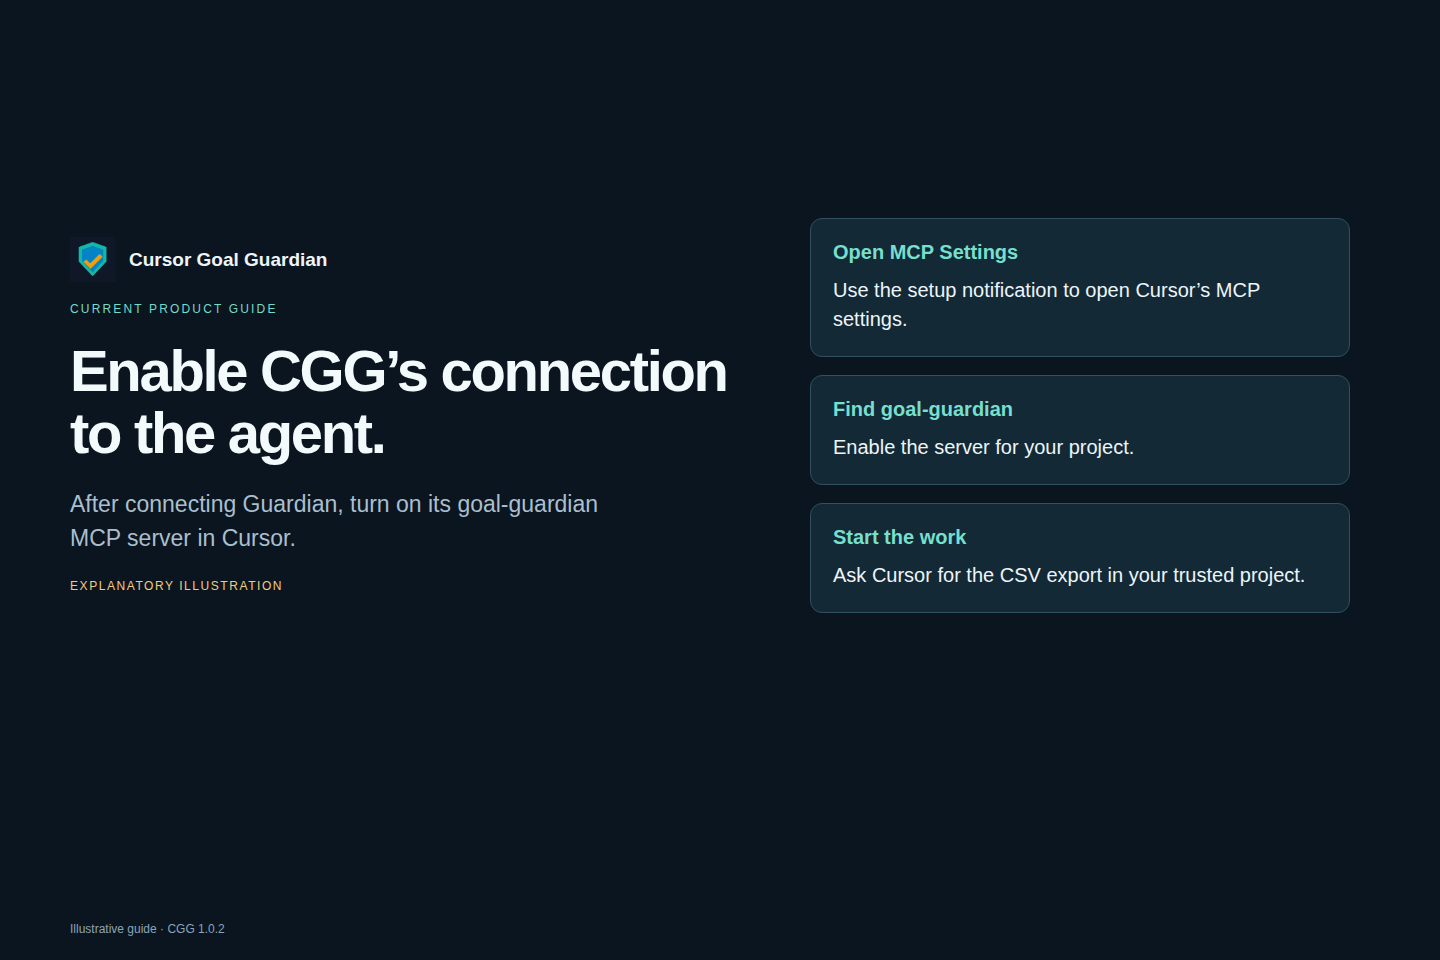 Cursor Goal Guardian
CURRENT PRODUCT GUIDE
Enable CGG’s connection
to the agent.
After connecting Guardian, turn on its goal-guardian
MCP server in Cursor.
EXPLANATORY ILLUSTRATION
Open MCP Settings
Use the setup notification to open Cursor’s MCP
settings.
Find goal-guardian
Enable the server for your project.
Start the work
Ask Cursor for the CSV export in your trusted project.
Illustrative guide · CGG 1.0.2